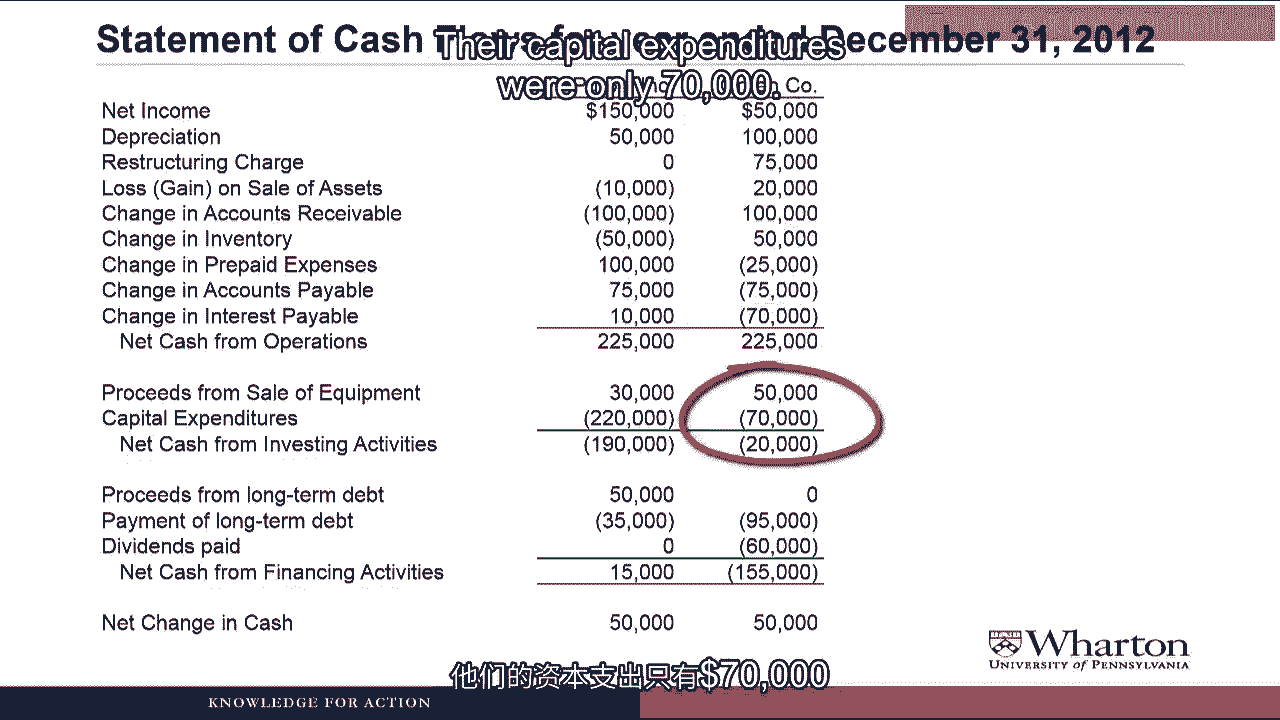 Statement of Cash December 31, 2012
Their capital expenditures
were only 70,000.
Co.
Net Income $150,000 $50,000
Depreciation 50,000 100,000
Restructuring Charge 0 75,000
Loss (Gain) on Sale of Assets (10,000) 20,000
Change in Accounts Receivable (100,000) 100,000
Change in Inventory (50,000) 50,000
Change in Prepaid Expenses 100,000 (25,000)
Change in Accounts Payable 75,000 (75,000)
Change in Interest Payable 10,000 (70,000)
Net Cash from Operations 225,000 225,000
Proceeds from Sale of Equipment 30,000 50,000
Capital Expenditures (220,000) (70,000)
Net Cash from Investing Activities (190,000) (20,000)
Proceeds from long-term debt 50,000 0
Payment of long-term debt (35,000) (95,000)
Dividends paid 0 (60,000)
Net Cash from Financing Activities 15,000 (155,000)
Net Change in Cash 50,000 50,000
Wharton
UNIVERSITY of PENNSYLVANIA
他们的资本支出只有$70,000
KNOWLEDGE FOR ACTION